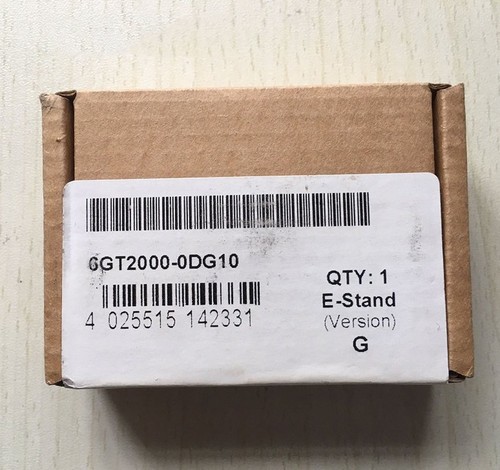 6GT2000-0DG10
4 025515 142331
QTY: 1
E-Stand
(Version)
G